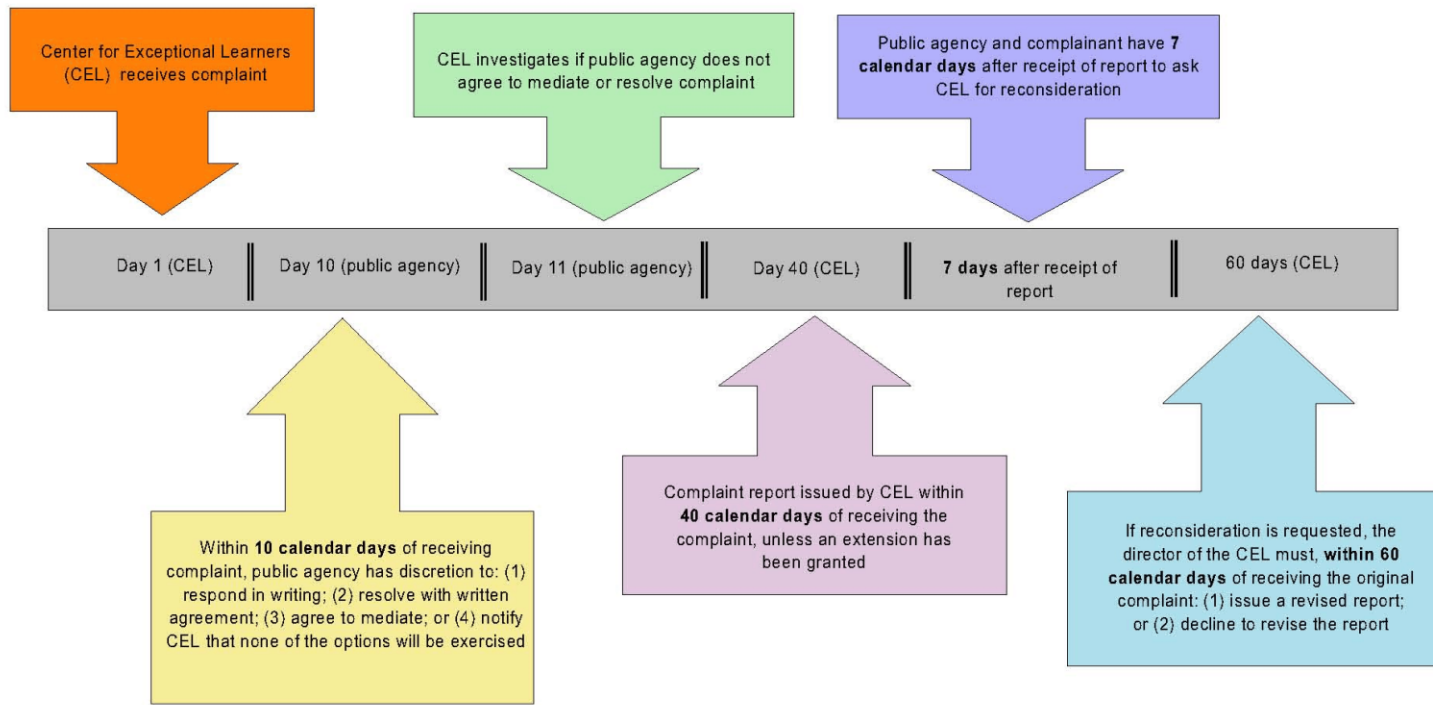 Center for Exceptional Learners
(CEL) receives complaint
CEL investigates if public agency does not
agree to mediate or resolve complaint
Public agency and complainant have 7
calendar days after receipt of report to ask
CEL for reconsideration
Day 1 (CEL)
Day 10 (public agency)
Day 11 (public agency)
Day 40 (CEL)
7 days after receipt of
report
60 days (CEL)
Within 10 calendar days of receiving
complaint, public agency has discretion to: (1)
respond in writing; (2) resolve with written
agreement; (3) agree to mediate; or (4) notify
CEL that none of the options will be exercised
Complaint report issued by CEL within
40 calendar days of receiving the
complaint, unless an extension has
been granted
If reconsideration is requested, the
director of the CEL must, within 60
calendar days of receiving the original
complaint: (1) issue a revised report;
or (2) decline to revise the report